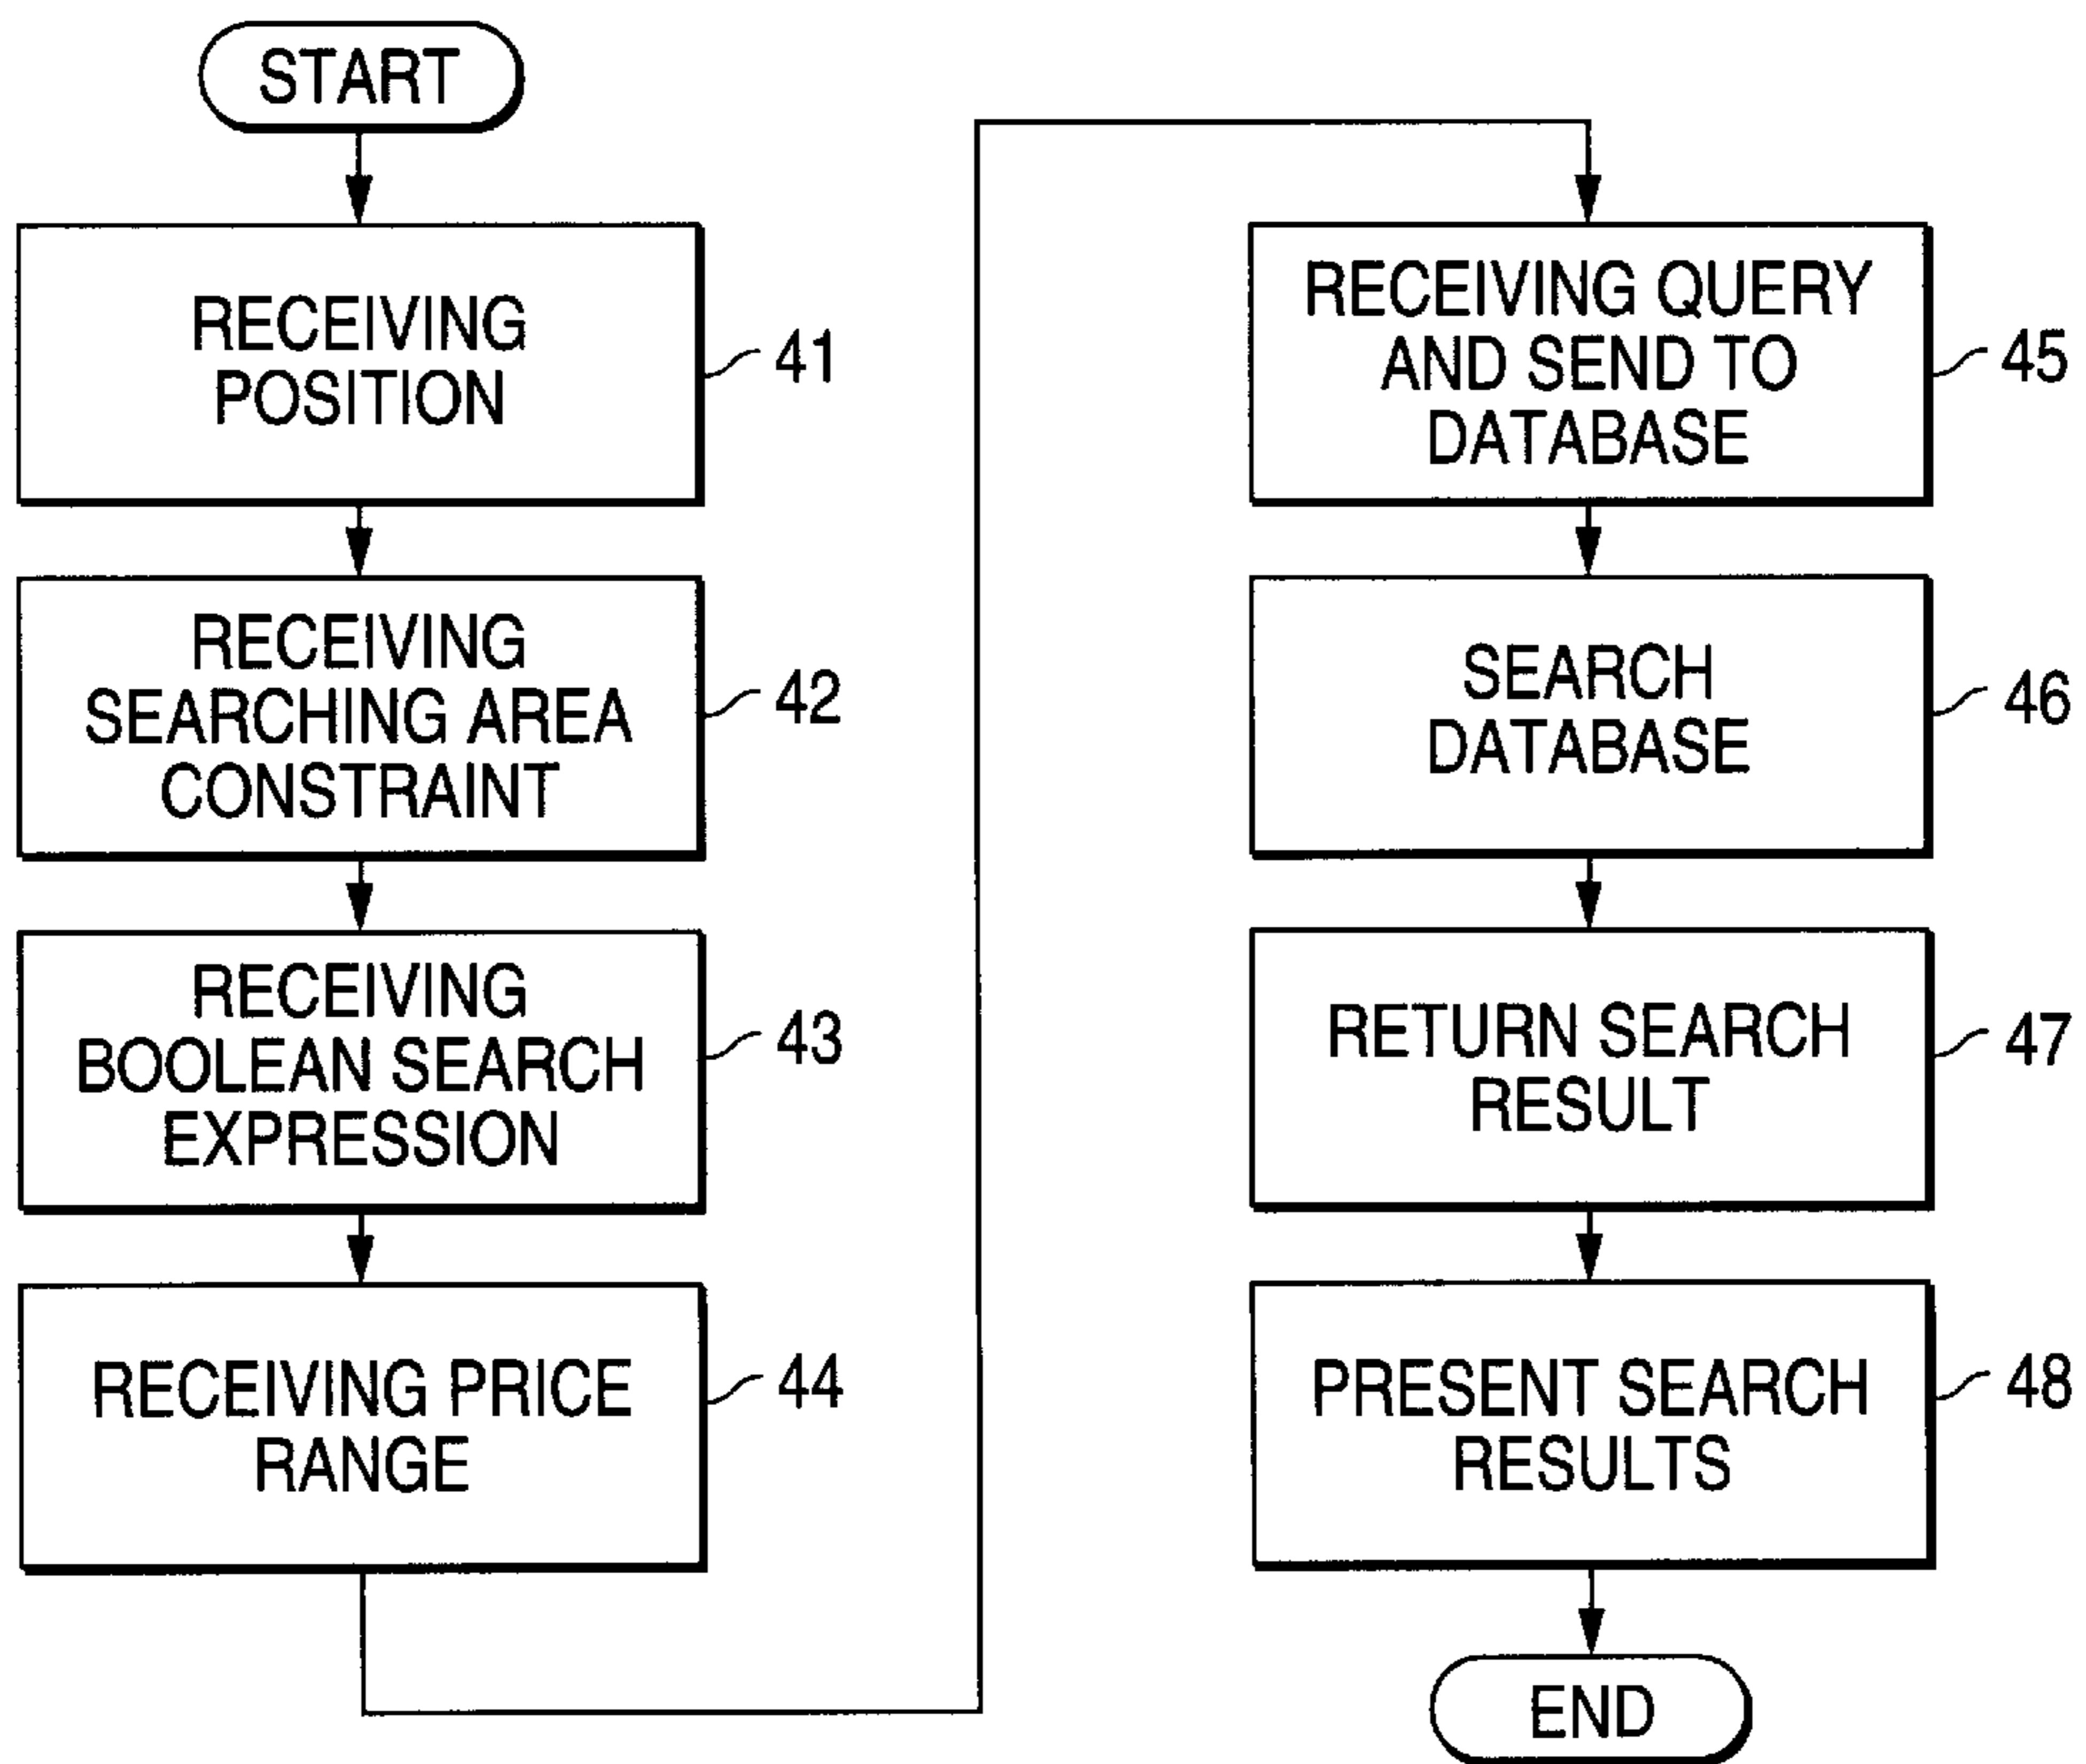 START
RECEIVING
POSITION
41
RECEIVING
SEARCHING AREA
CONSTRAINT
42
RECEIVING
BOOLEAN SEARCH
EXPRESSION
43
RECEIVING PRICE
RANGE
44
RECEIVING QUERY
AND SEND TO
DATABASE
45
SEARCH
DATABASE
46
RETURN SEARCH
RESULT
47
PRESENT SEARCH
RESULTS
48
END